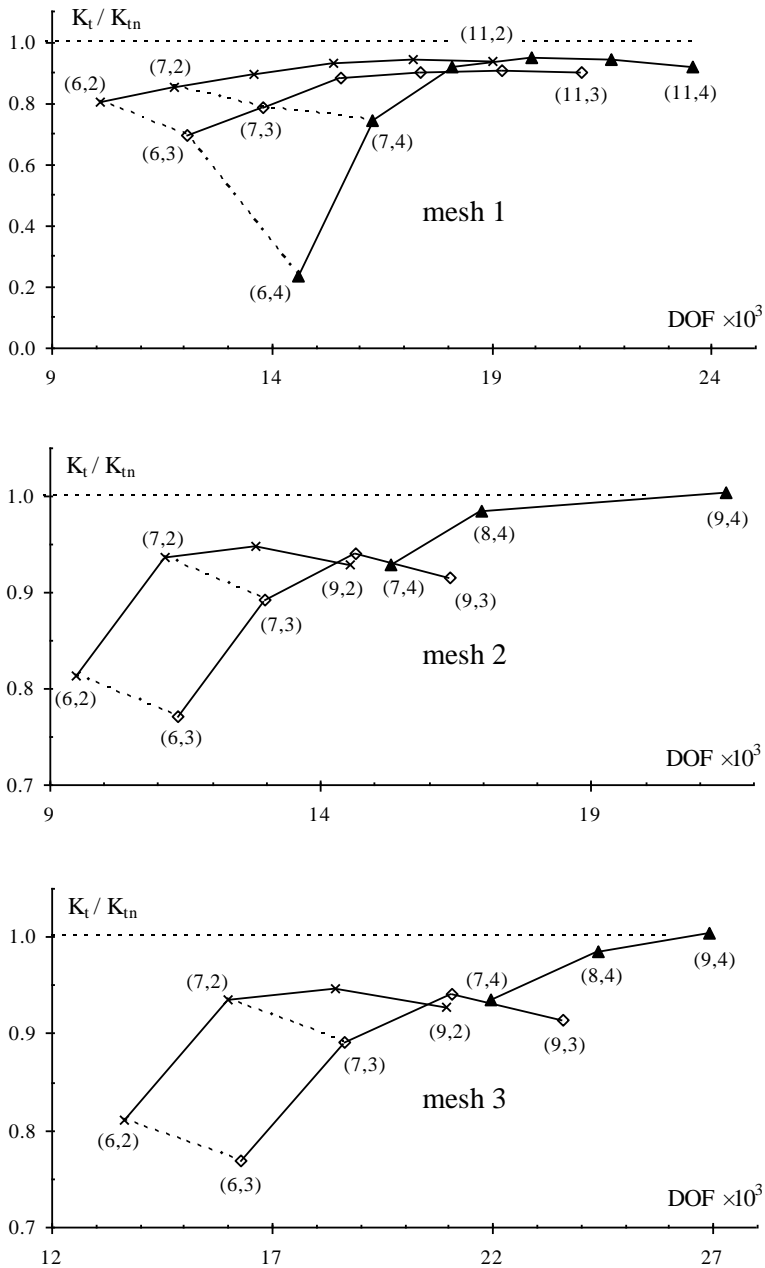 K_t / K_tn
1.0
(11,2)
(7,2)
(6,2)
0.8
(7,3)
(11,3)
(11,4)
(6,3)
(7,4)
0.6
mesh 1
0.4
(6,4)
0.2
DOF ×10^3
0.0
9 14 19 24
K_t / K_tn
1.0
(9,4)
(8,4)
(7,2)
(9,2) (7,4) (9,3)
0.9
(7,3)
mesh 2
0.8
(6,2)
(6,3)
DOF ×10^3
0.7
9 14 19
K_t / K_tn
1.0
(7,2) (7,4) (9,4)
(8,4)
(9,2) (9,3)
0.9
(7,3)
mesh 3
0.8
(6,2)
(6,3)
DOF ×10^3
0.7
12 17 22 27